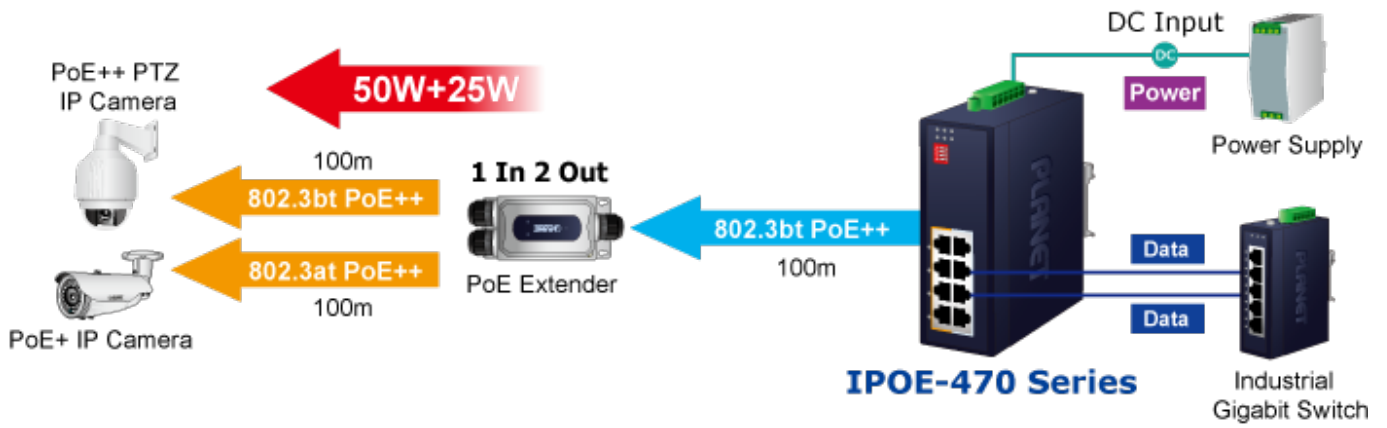 PoE++ PTZ
IP Camera
50W+25W
100m
802.3bt PoE++
802.3at PoE++
100m
PoE+ IP Camera
1 In 2 Out
PoE Extender
802.3bt PoE++
100m
DC Input
DC
Power
Power Supply
PLANET
IPOE-470 Series
Data
Data
PLANET
Industrial
Gigabit Switch